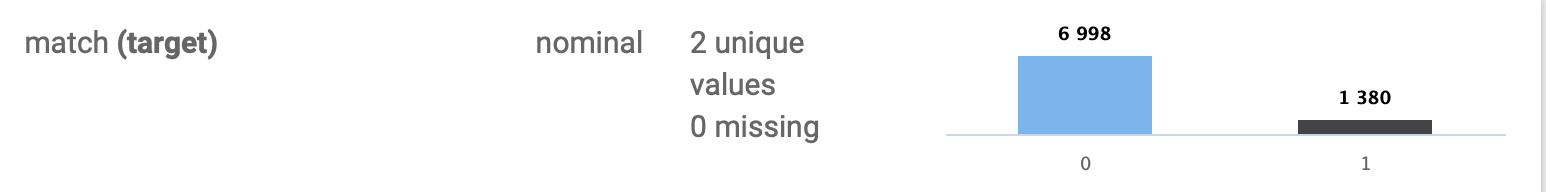 match (target)
nominal
2 unique
values
0 missing
6 998
1 380
0
1